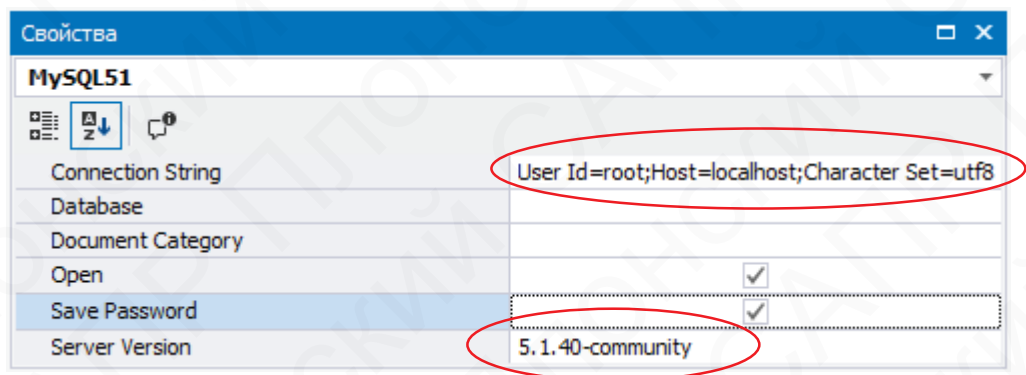 Свойства
MySQL51
Connection String User Id=root;Host=localhost;Character Set=utf8
Database
Document Category
Open
Save Password
Server Version 5.1.40-community